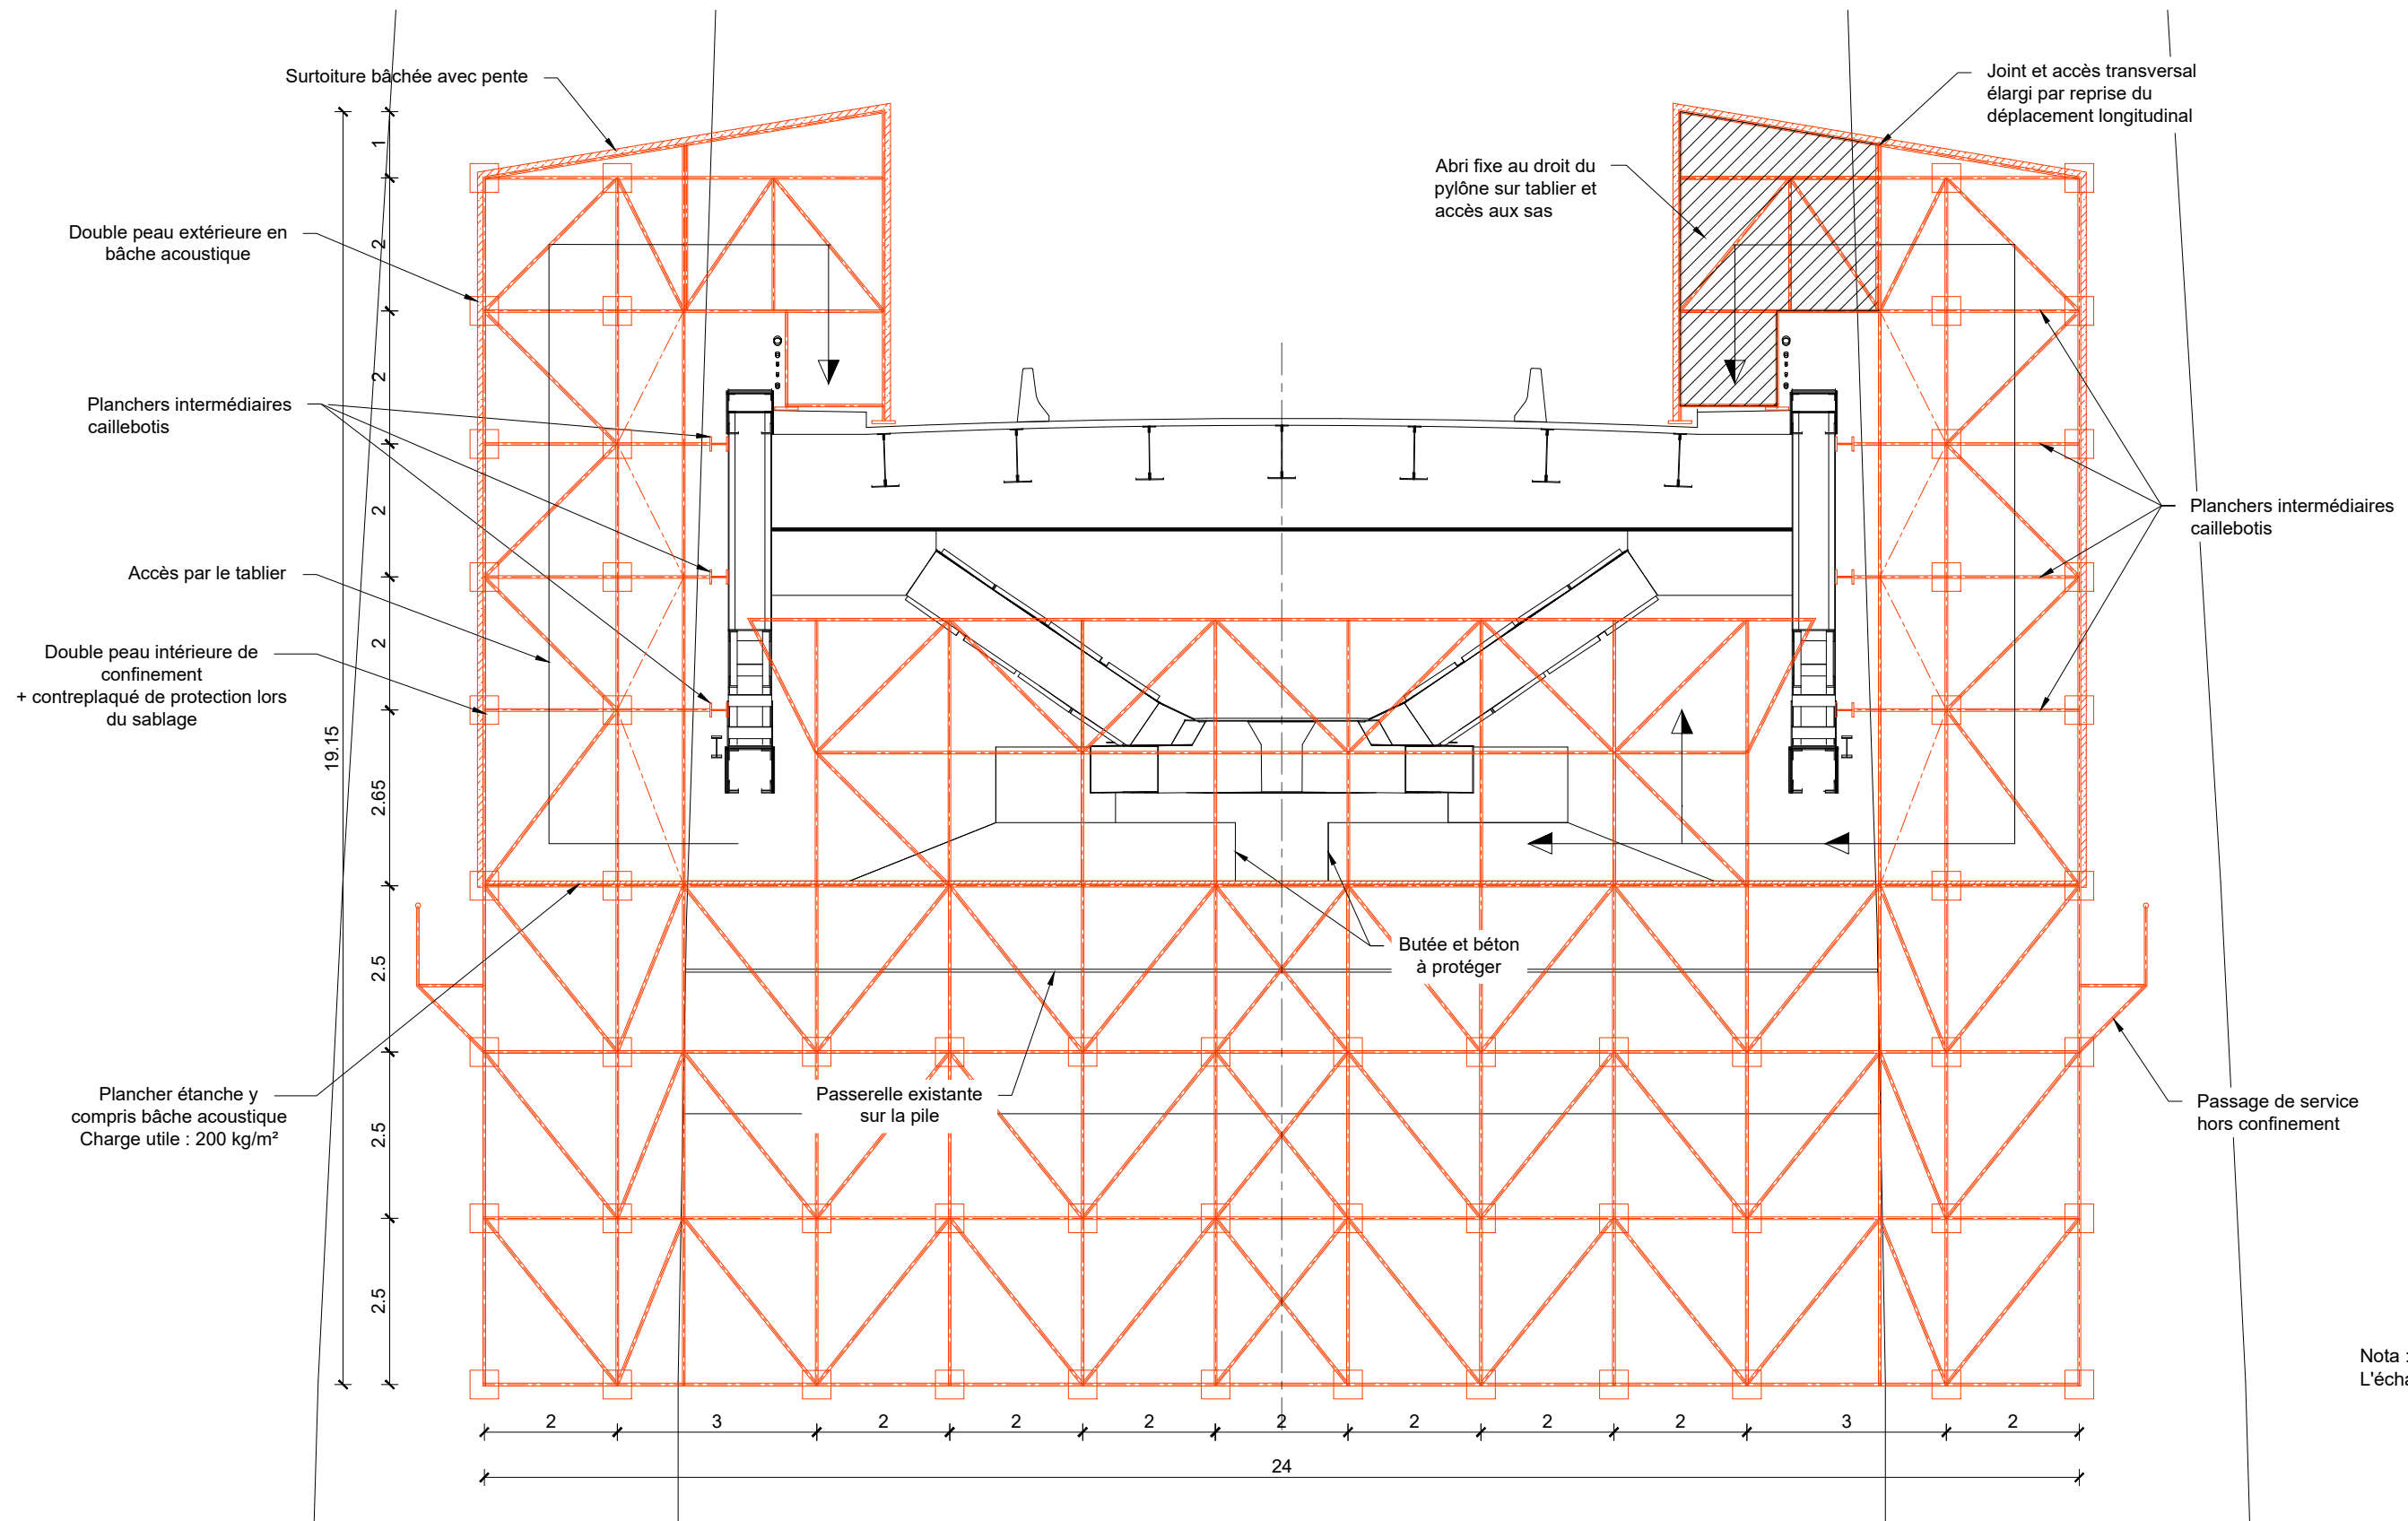 Surtoiture bâchée avec pente
Joint et accès transversal
élargi par reprise du
déplacement longitudinal
Abri fixe au droit du
pylône sur tablier et
accès aux sas
Double peau extérieure en
bâche acoustique
Planchers intermédiaires
caillebotis
Planchers intermédiaires
caillebotis
Accès par le tablier
Double peau intérieure de
confinement
+ contreplaqué de protection lors
du sablage
Butée et béton
à protéger
Plancher étanche y
compris bâche acoustique
Charge utile : 200 kg/m²
Passerelle existante
sur la pile
Passage de service
hors confinement
Nota :
L'écha
19.15
1
2
2
2
2
2.65
2.5
2.5
2.5
2
3
2
2
2
2
2
2
2
3
2
24